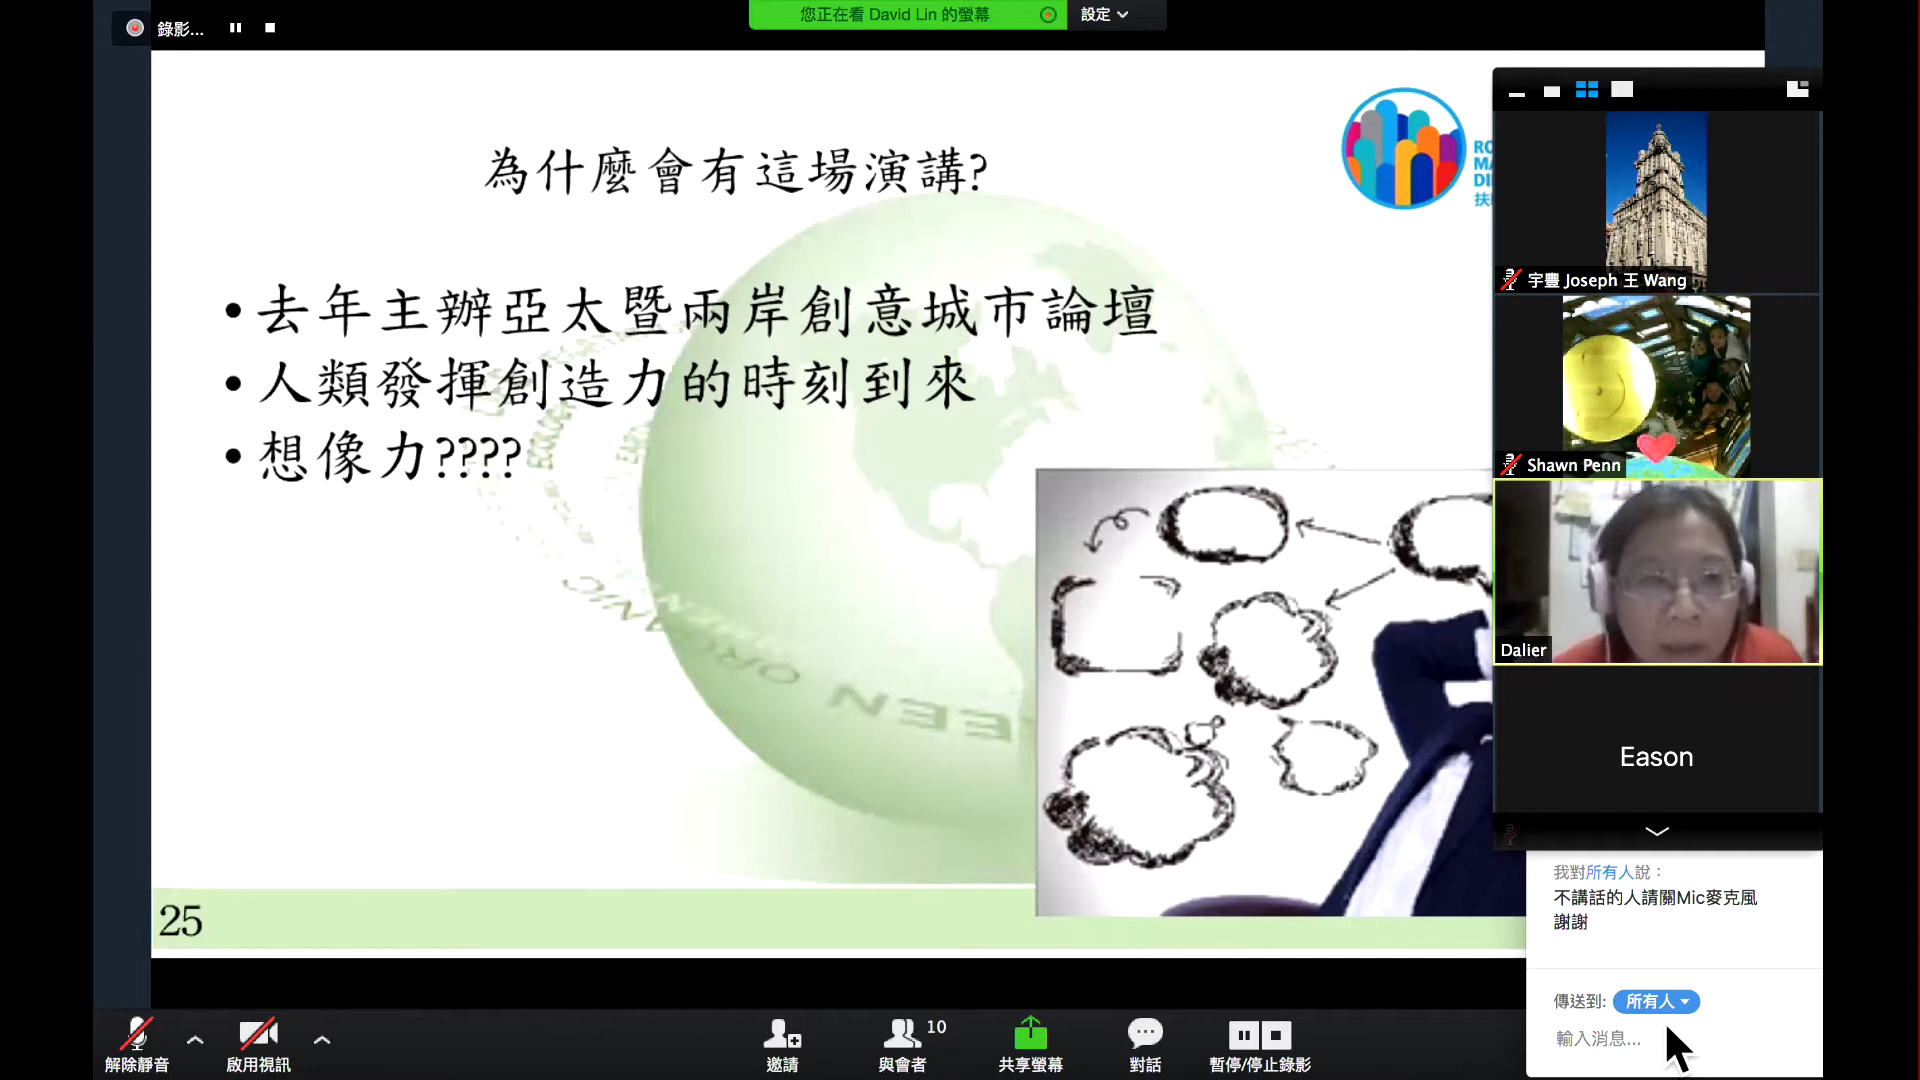 錄影...
您正在看 David Lin 的螢幕
設定
為什麼會有這場演講?
RO
MA
DI
扶
• 去年主辦亞太暨兩岸創意城市論壇
• 人類發揮創造力的時刻到來
• 想像力????
GREEN
ORGANIC
25
宇豐 Joseph 王 Wang
Shawn Penn
Dalier
Eason
我對所有人說：
不講話的人請關Mic麥克風
謝謝
傳送到: 所有人
輸入消息...
解除靜音
啟用視訊
邀請
與會者 10
共享螢幕
對話
暫停/停止錄影